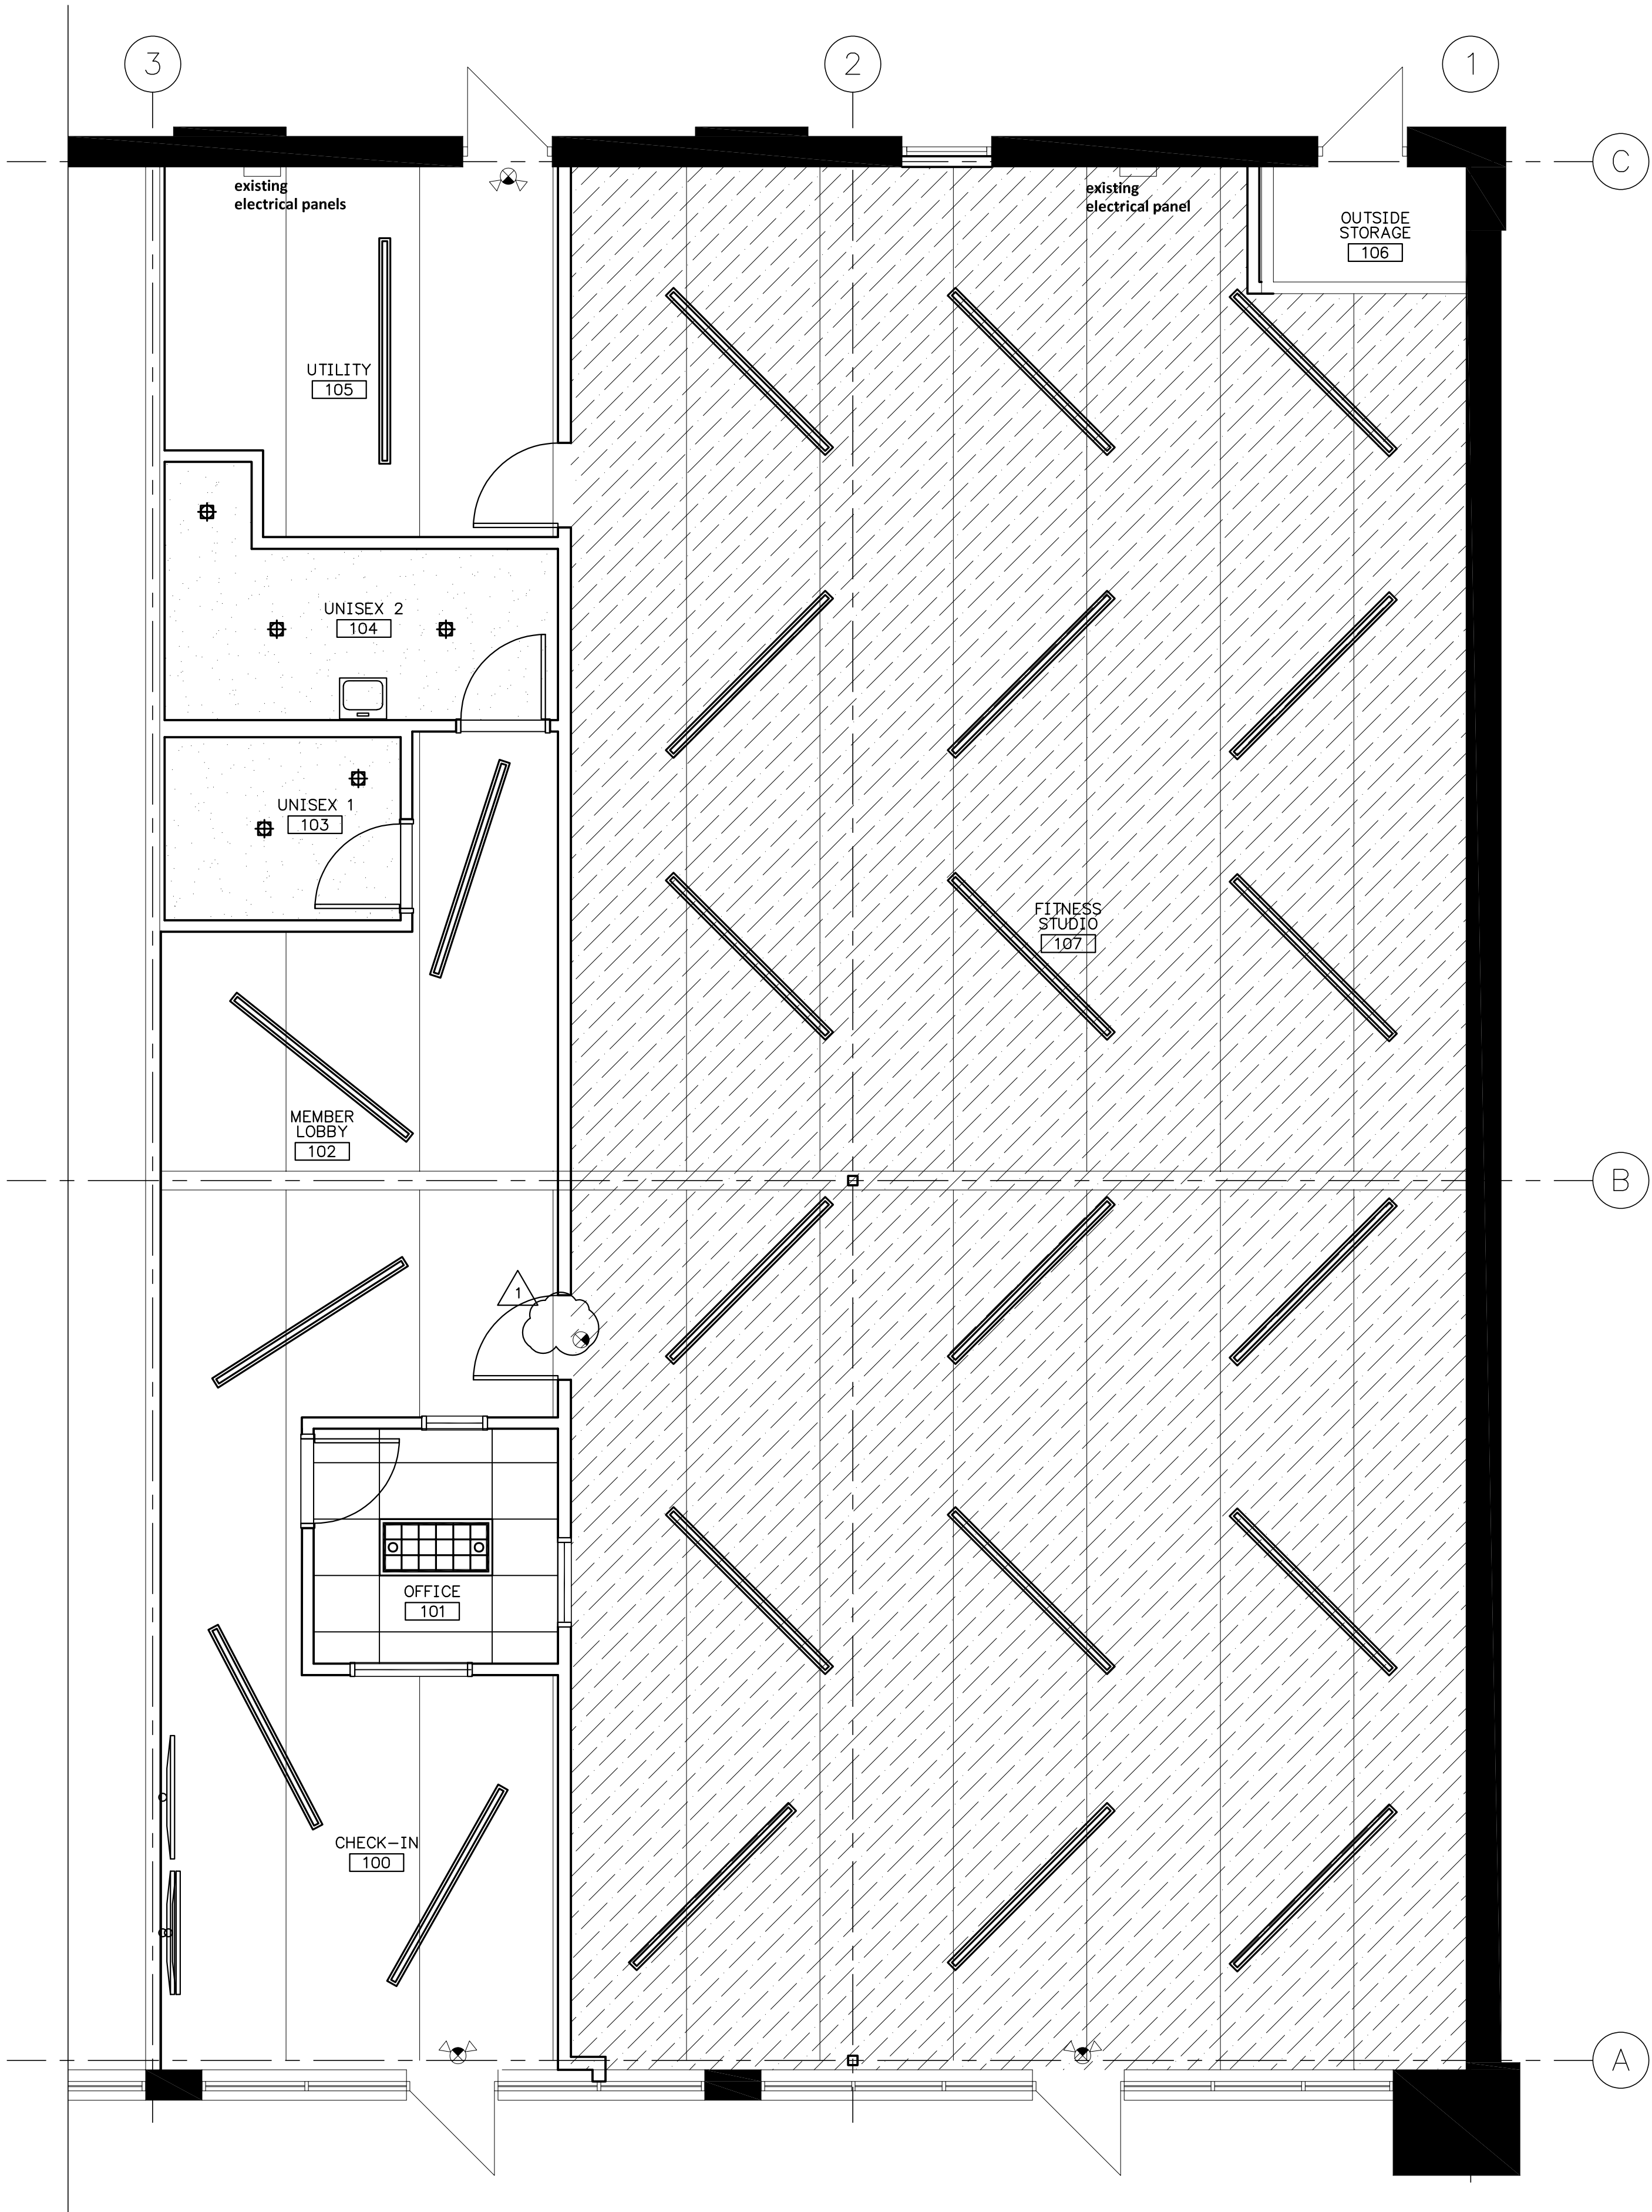 3
2
1
C
existing
electrical panels
existing
electrical panel
OUTSIDE
STORAGE
106
UTILITY
105
UNISEX 2
104
UNISEX 1
103
FITNESS
STUDIO
107
MEMBER
LOBBY
102
B
1
OFFICE
101
CHECK-IN
100
A